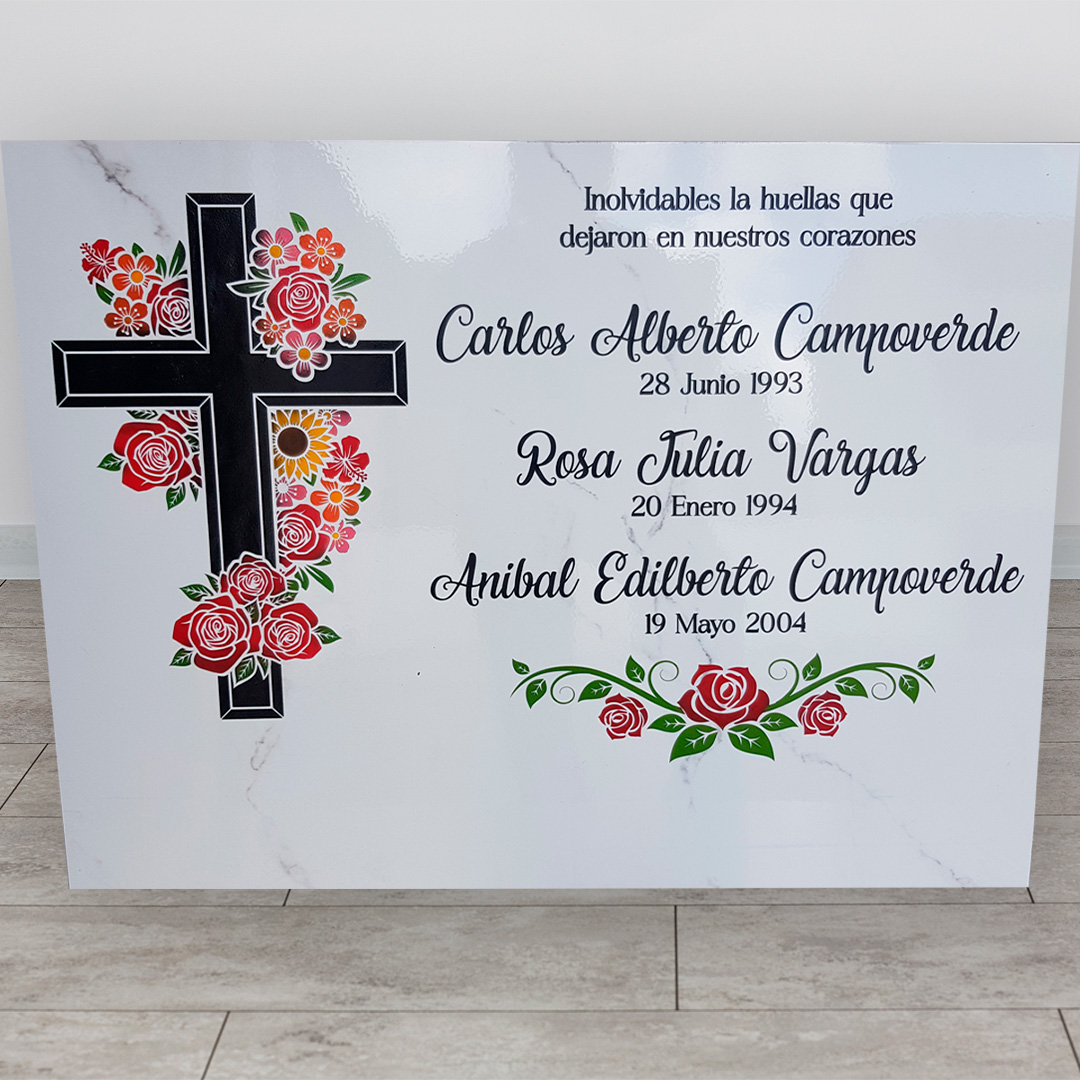 Inolvidables la huellas que
dejaron en nuestros corazones
Carlos Alberto Campoverde
28 Junio 1993
Rosa Julia Vargas
20 Enero 1994
Anibal Edilberto Campoverde
19 Mayo 2004